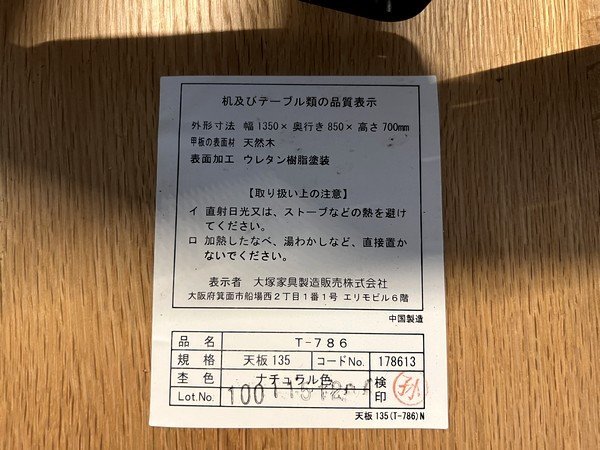 机及びテーブル類の品質表示
外形寸法 幅1350× 奥行き850× 高さ700mm
甲板の表面材 天然木
表面加工 ウレタン樹脂塗装
【取り扱い上の注意】
イ 直射日光又は、ストーブなどの熱を避け
てください。
ロ 加熱したなべ、湯わかしなど、直接置か
ないでください。
表示者 大塚家具製造販売株式会社
大阪府箕面市船場西2丁目1番1号 エリモビル6階
中国製造
品名 T-786
規格 天板135 コードNo. 178613
杢色 ナチュラル色 検印
Lot.No.
天板135(T-786)N